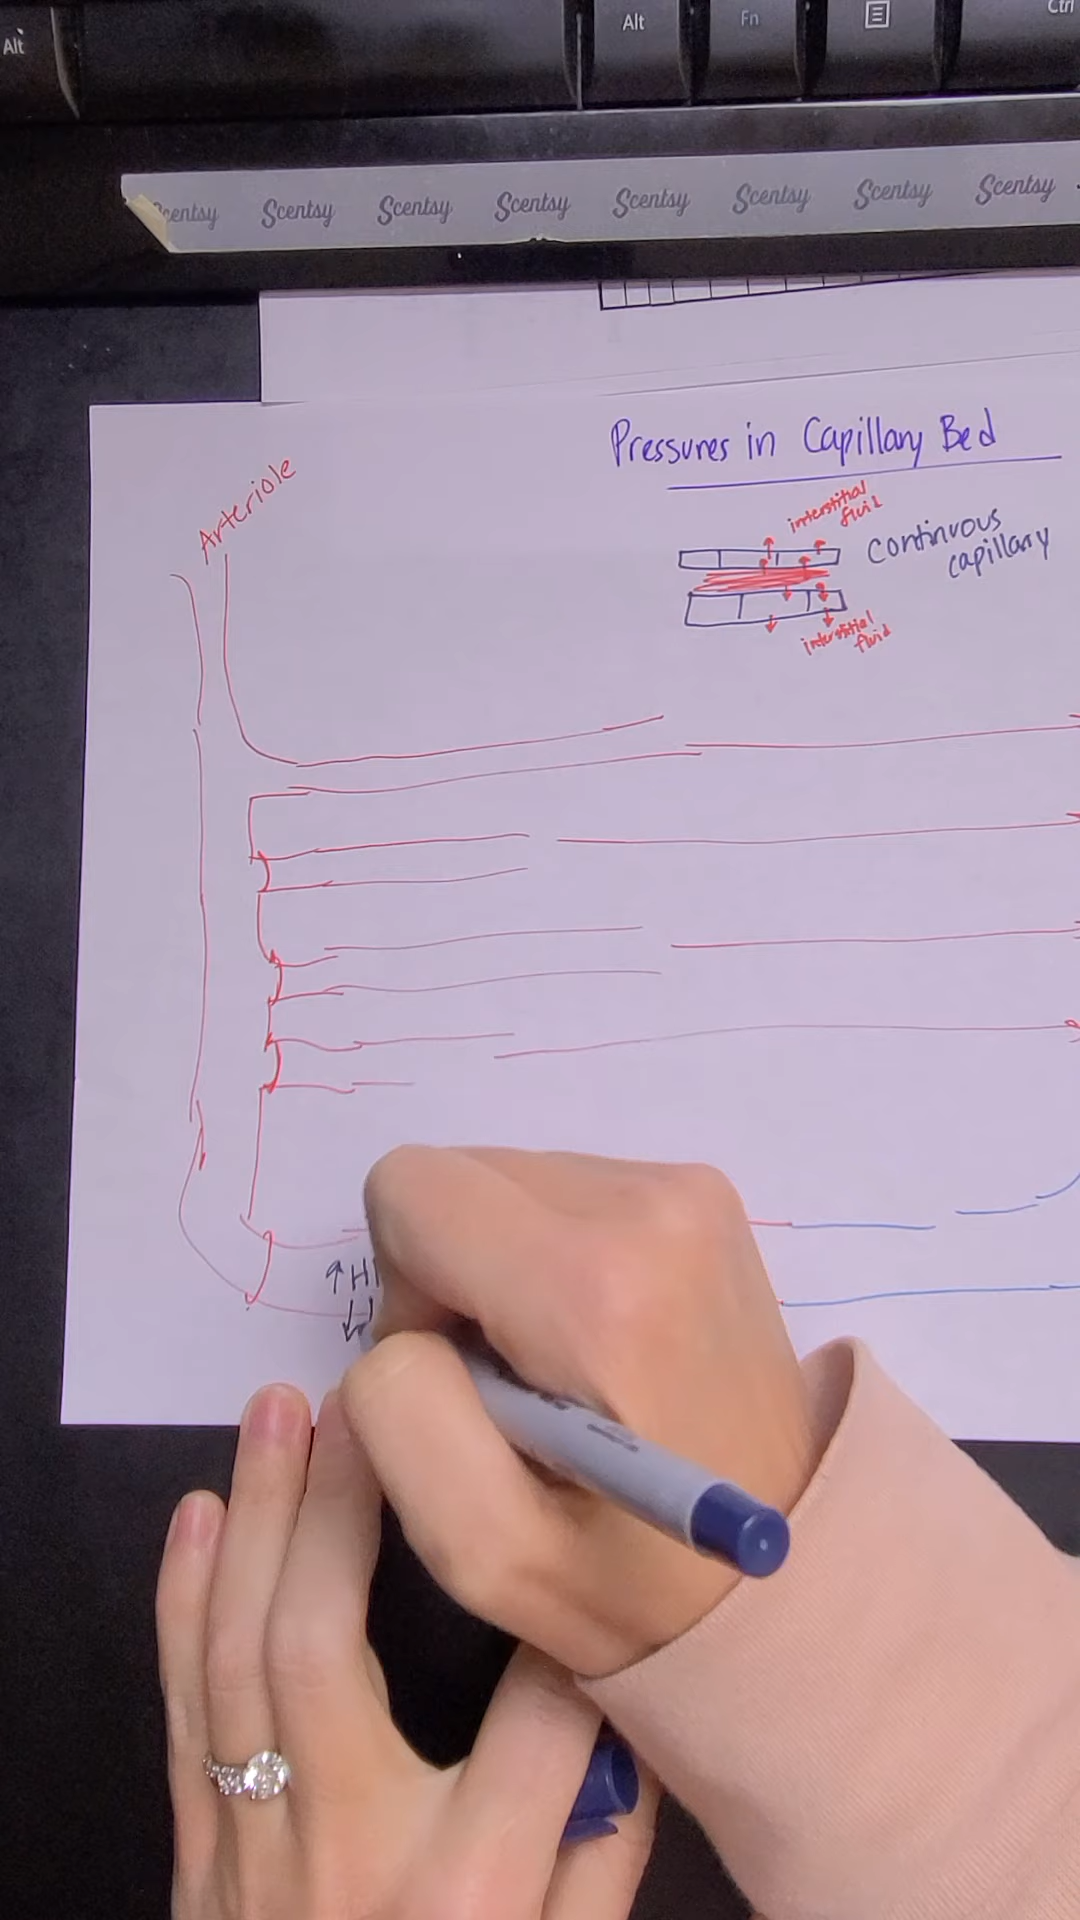 Alt
Alt
Fn
Ctrl
Scentsy Scentsy Scentsy Scentsy Scentsy Scentsy Scentsy Scentsy
Pressures in Capillary Bed
Arteriole
interstitial
fluid
continuous
capillary
interstitial
fluid
↑H
↓